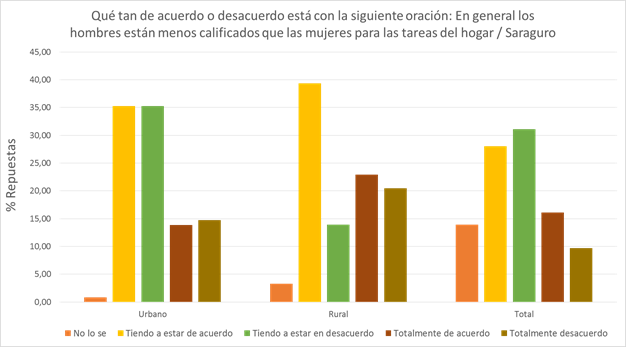 Qué tan de acuerdo o desacuerdo está con la siguiente oración: En general los
hombres están menos calificados que las mujeres para las tareas del hogar / Saraguro
45,00
40,00
35,00
30,00
25,00
20,00
15,00
10,00
5,00
0,00
% Repuestas
Urbano
Rural
Total
No lo se
Tiendo a estar de acuerdo
Tiendo a estar en desacuerdo
Totalmente de acuerdo
Totalmente desacuerdo